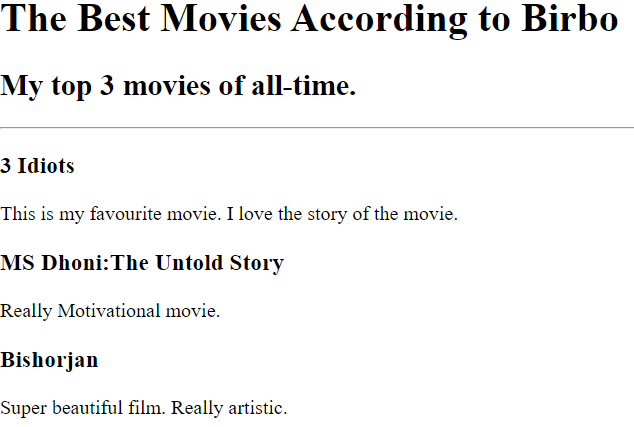 The Best Movies According to Birbo
My top 3 movies of all-time.
3 Idiots
This is my favourite movie. I love the story of the movie.
MS Dhoni:The Untold Story
Really Motivational movie.
Bishorjan
Super beautiful film. Really artistic.